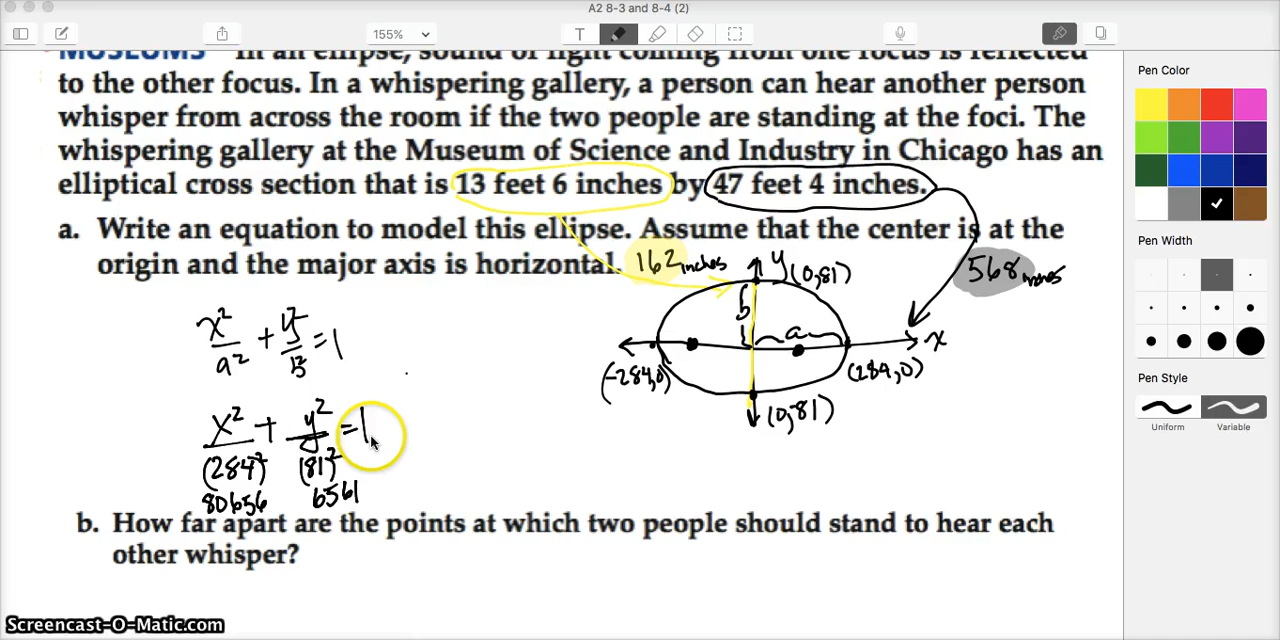 A2 8-3 and 8-4 (2)
155%
T
MUSEUMS In an ellipse, sound or light coming from one focus is reflected
to the other focus. In a whispering gallery, a person can hear another person
whisper from across the room if the two people are standing at the foci. The
whispering gallery at the Museum of Science and Industry in Chicago has an
elliptical cross section that is 13 feet 6 inches by 47 feet 4 inches.
a. Write an equation to model this ellipse. Assume that the center is at the
origin and the major axis is horizontal.
162 inches
568 inches
y (0,81)
b
a
x
(-284,0)
(284,0)
(0,-81)
x²/a² + y²/b² = 1
x²/(284)² + y²/(81)² = 1
80656 6561
b. How far apart are the points at which two people should stand to hear each
other whisper?
Pen Color
Pen Width
Pen Style
Uniform Variable
Screencast-O-Matic.com